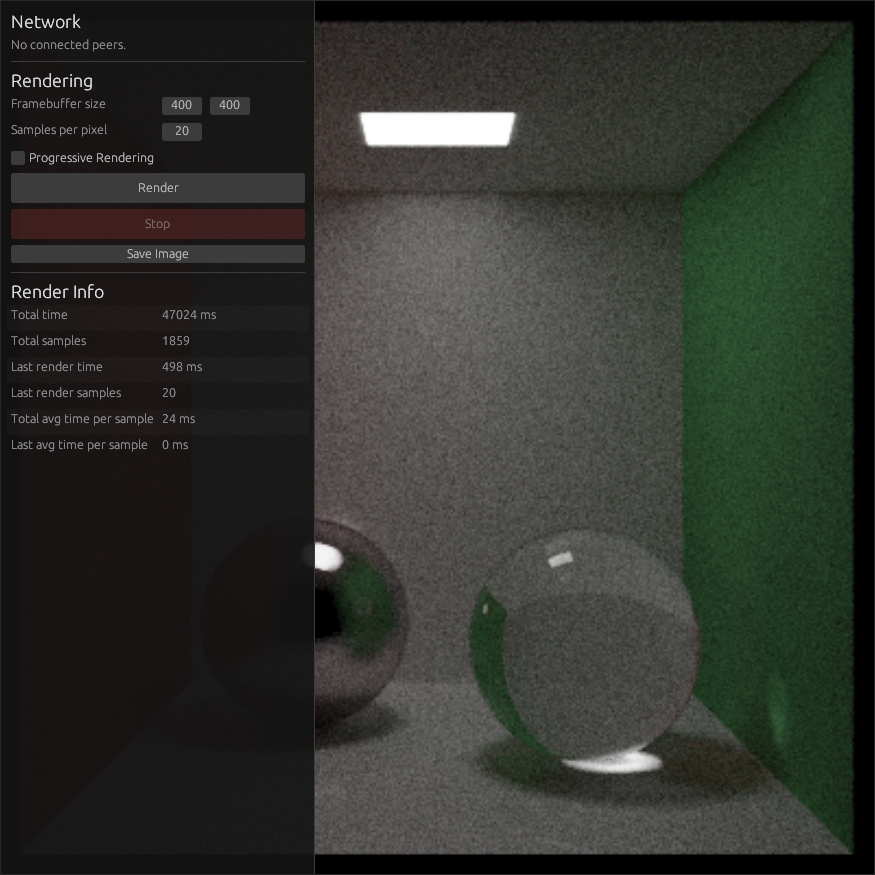 Network
No connected peers.
Rendering
Framebuffer size 400 400
Samples per pixel 20
Progressive Rendering
Render
Stop
Save Image
Render Info
Total time 47024 ms
Total samples 1859
Last render time 498 ms
Last render samples 20
Total avg time per sample 24 ms
Last avg time per sample 0 ms